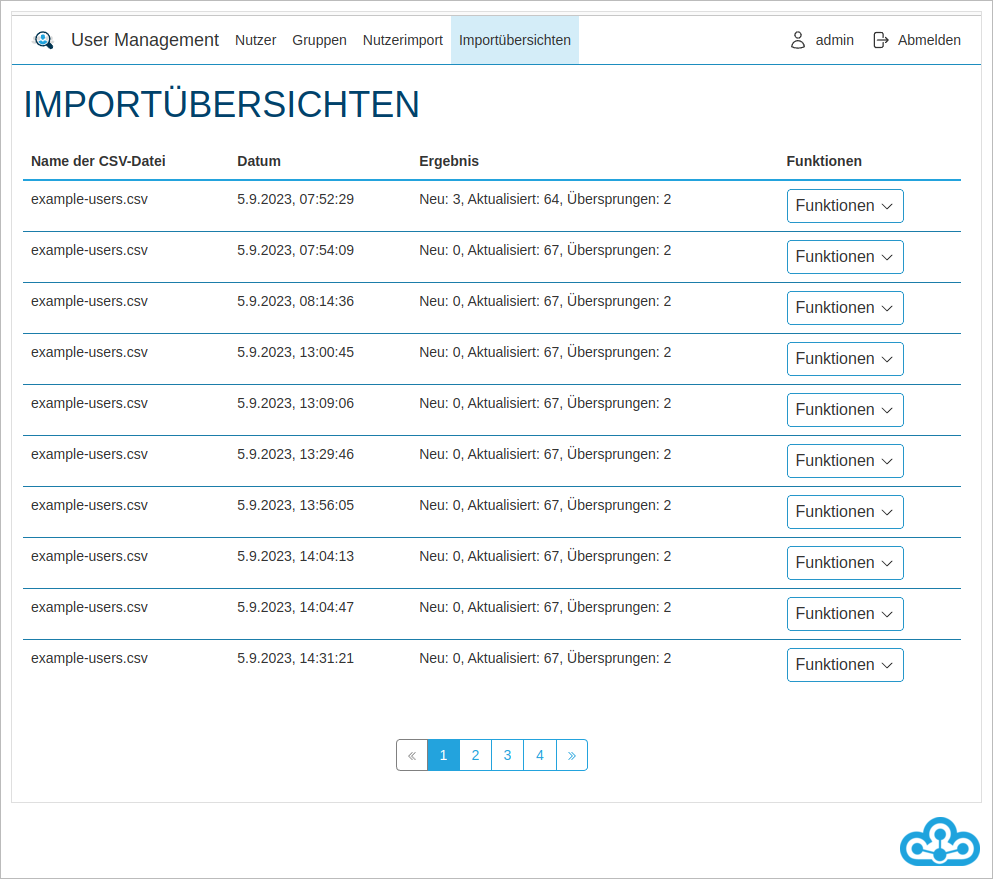 User Management Nutzer Gruppen Nutzerimport Importübersichten admin Abmelden
IMPORTÜBERSICHTEN
Name der CSV-Datei Datum Ergebnis Funktionen
example-users.csv 5.9.2023, 07:52:29 Neu: 3, Aktualisiert: 64, Übersprungen: 2 Funktionen
example-users.csv 5.9.2023, 07:54:09 Neu: 0, Aktualisiert: 67, Übersprungen: 2 Funktionen
example-users.csv 5.9.2023, 08:14:36 Neu: 0, Aktualisiert: 67, Übersprungen: 2 Funktionen
example-users.csv 5.9.2023, 13:00:45 Neu: 0, Aktualisiert: 67, Übersprungen: 2 Funktionen
example-users.csv 5.9.2023, 13:09:06 Neu: 0, Aktualisiert: 67, Übersprungen: 2 Funktionen
example-users.csv 5.9.2023, 13:29:46 Neu: 0, Aktualisiert: 67, Übersprungen: 2 Funktionen
example-users.csv 5.9.2023, 13:56:05 Neu: 0, Aktualisiert: 67, Übersprungen: 2 Funktionen
example-users.csv 5.9.2023, 14:04:13 Neu: 0, Aktualisiert: 67, Übersprungen: 2 Funktionen
example-users.csv 5.9.2023, 14:04:47 Neu: 0, Aktualisiert: 67, Übersprungen: 2 Funktionen
example-users.csv 5.9.2023, 14:31:21 Neu: 0, Aktualisiert: 67, Übersprungen: 2 Funktionen
« 1 2 3 4 »